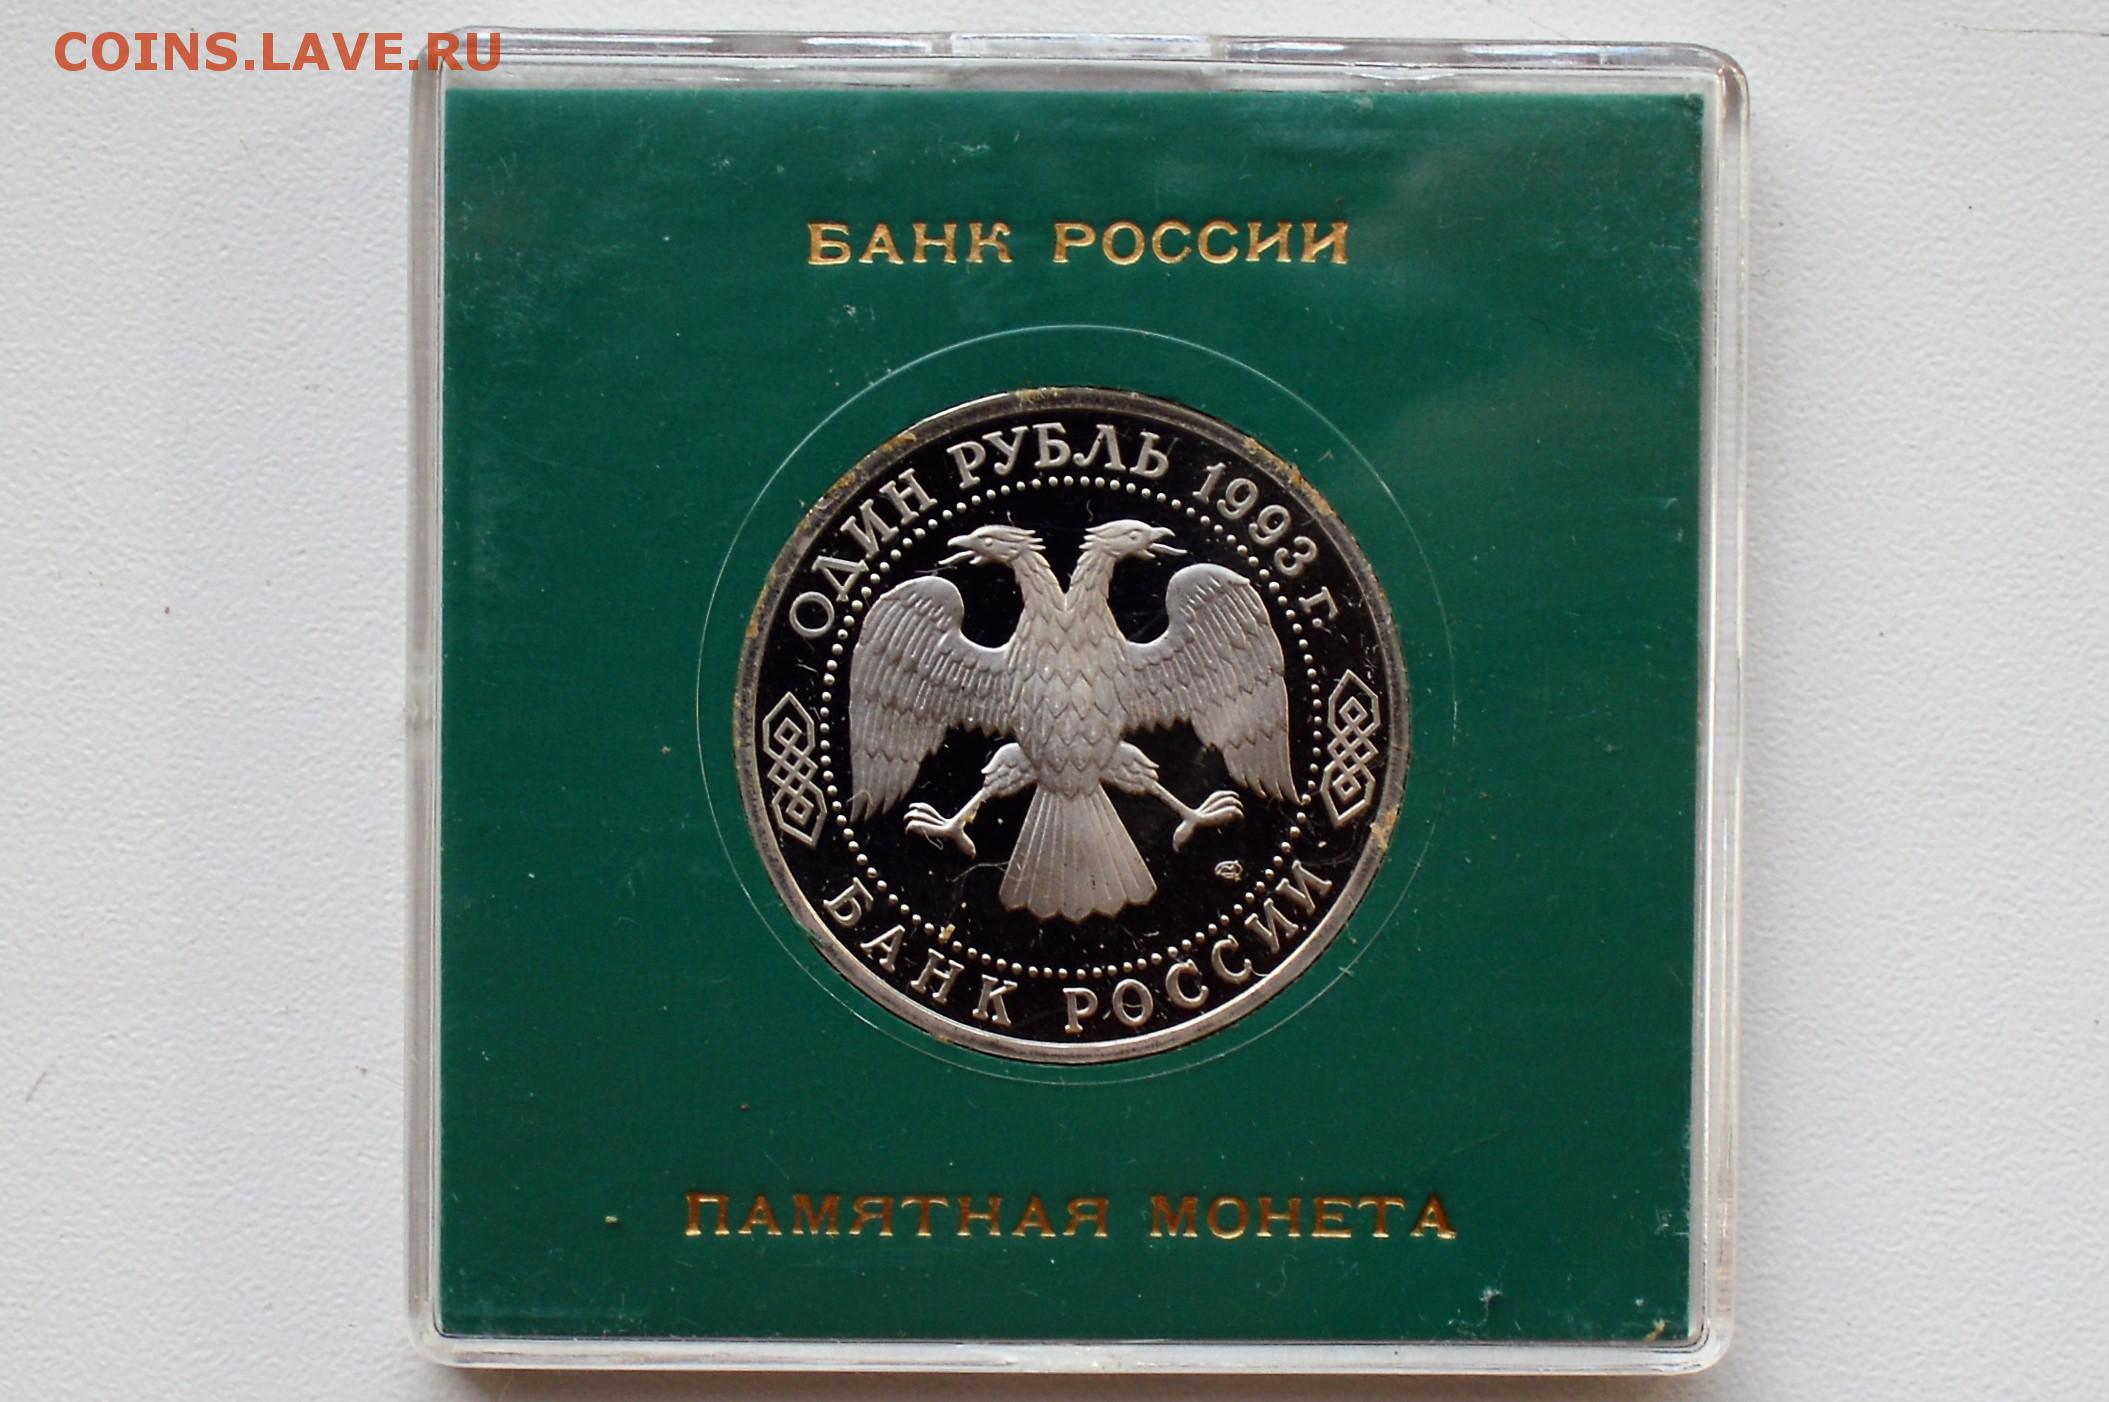 COINS.LAVE.RU
БАНК РОССИИ
ОДИН РУБЛЬ 1993 г.
БАНК РОССИИ
ПАМЯТНАЯ МОНЕТА